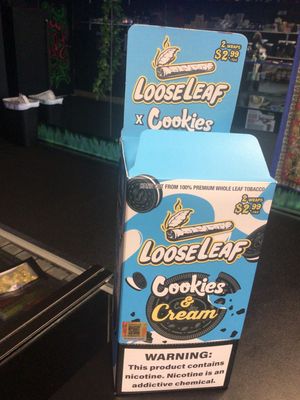 2 WRAPS
$2.99
LOOSELEAF
x Cookies
MADE FROM 100% PREMIUM WHOLE LEAF TOBACCO
2 WRAPS
$2.99
LOOSELEAF
Cookies
&
Cream
WARNING:
This product contains
nicotine. Nicotine is an
addictive chemical.